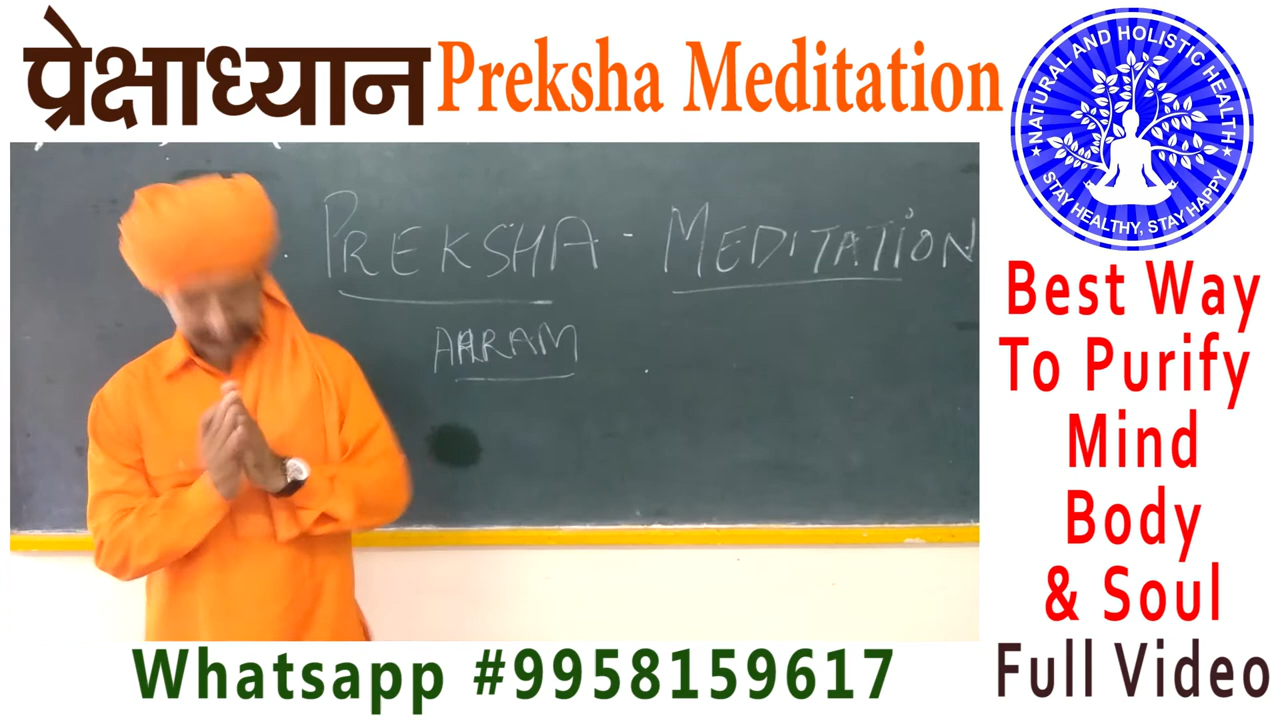 प्रेक्षाध्यान Preksha Meditation
NATURAL AND HOLISTIC HEALTH
★ STAY HEALTHY, STAY HAPPY ★
PREKSHA - MEDITATION
AARAM
Best Way
To Purify
Mind
Body
& Soul
Full Video
Whatsapp #9958159617